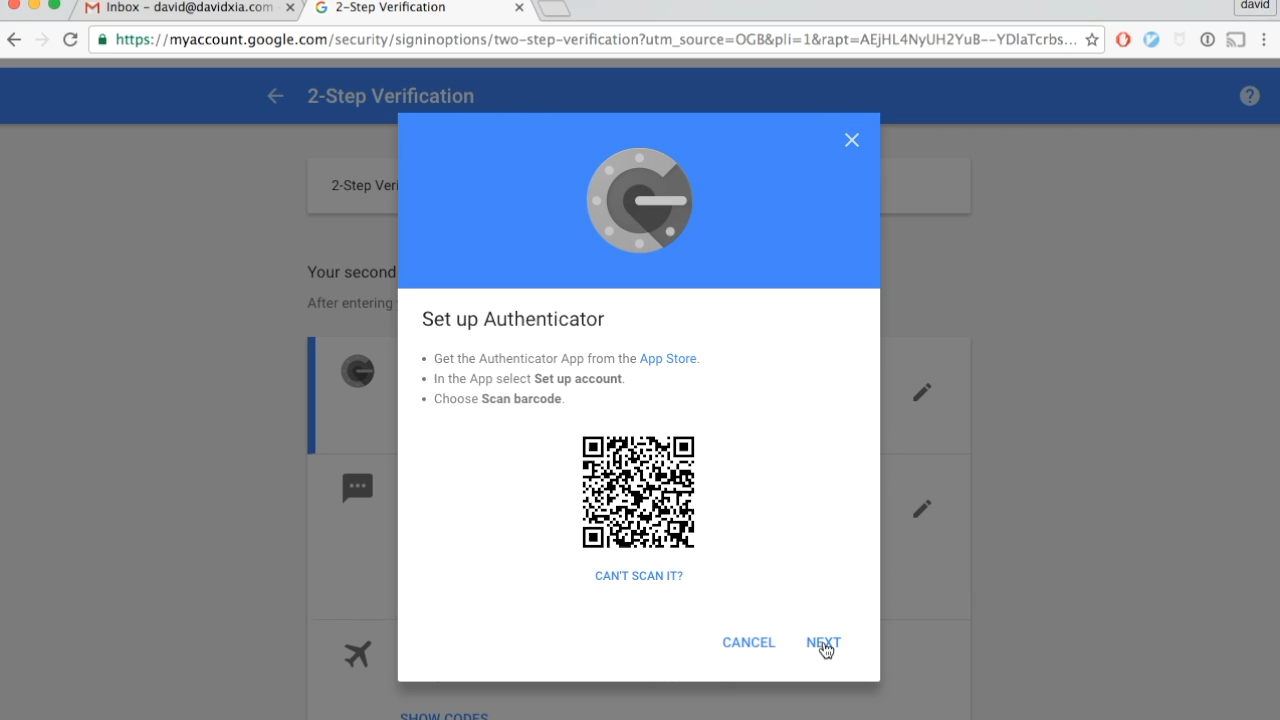 Inbox – david@davidxia.com
2-Step Verification
david
https://myaccount.google.com/security/signinoptions/two-step-verification?utm_source=OGB&pli=1&rapt=AEjHL4NyUH2YuB--YDlaTcrbs...
2-Step Verification
2-Step Veri
Your second
After entering
Set up Authenticator
• Get the Authenticator App from the App Store.
• In the App select Set up account.
• Choose Scan barcode.
CAN'T SCAN IT?
CANCEL NEXT
SHOW CODES